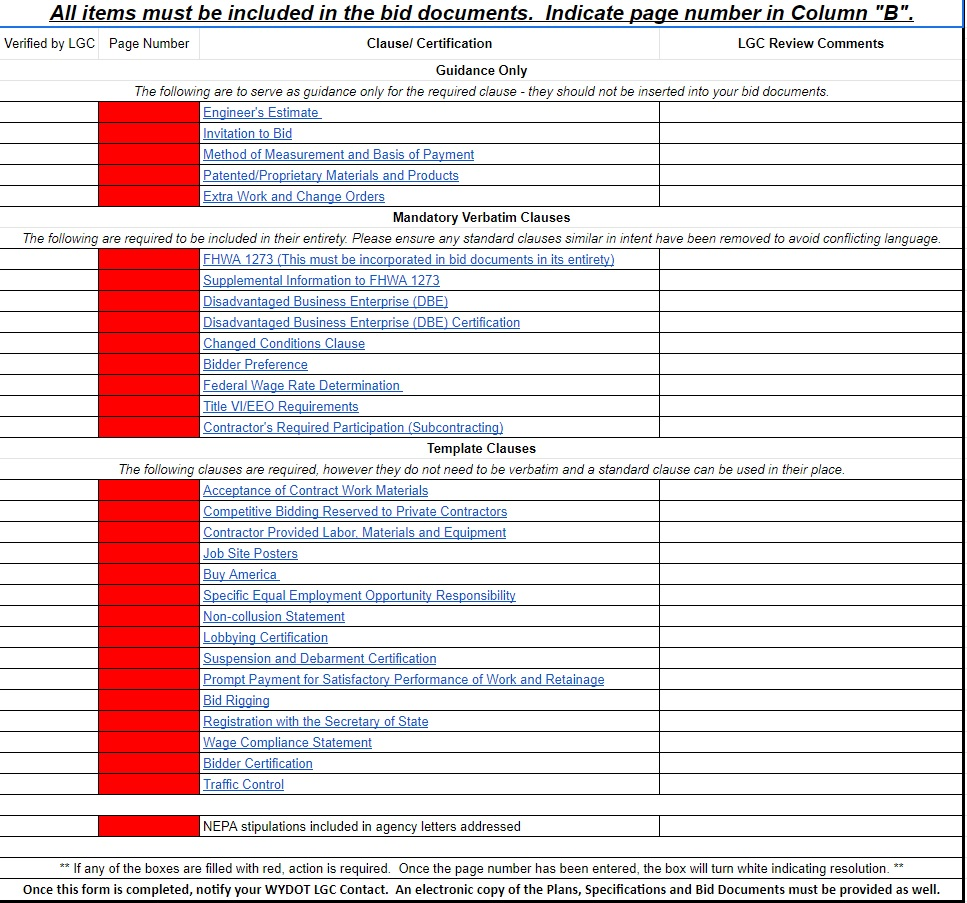 All items must be included in the bid documents.  Indicate page number in Column "B".
Verified by LGC Page Number Clause/ Certification LGC Review Comments
Guidance Only
The following are to serve as guidance only for the required clause - they should not be inserted into your bid documents.
Engineer's Estimate
Invitation to Bid
Method of Measurement and Basis of Payment
Patented/Proprietary Materials and Products
Extra Work and Change Orders
Mandatory Verbatim Clauses
The following are required to be included in their entirety. Please ensure any standard clauses similar in intent have been removed to avoid conflicting language.
FHWA 1273 (This must be incorporated in bid documents in its entirety)
Supplemental Information to FHWA 1273
Disadvantaged Business Enterprise (DBE)
Disadvantaged Business Enterprise (DBE) Certification
Changed Conditions Clause
Bidder Preference
Federal Wage Rate Determination
Title VI/EEO Requirements
Contractor's Required Participation (Subcontracting)
Template Clauses
The following clauses are required, however they do not need to be verbatim and a standard clause can be used in their place.
Acceptance of Contract Work Materials
Competitive Bidding Reserved to Private Contractors
Contractor Provided Labor, Materials and Equipment
Job Site Posters
Buy America
Specific Equal Employment Opportunity Responsibility
Non-collusion Statement
Lobbying Certification
Suspension and Debarment Certification
Prompt Payment for Satisfactory Performance of Work and Retainage
Bid Rigging
Registration with the Secretary of State
Wage Compliance Statement
Bidder Certification
Traffic Control
NEPA stipulations included in agency letters addressed
** If any of the boxes are filled with red, action is required.  Once the page number has been entered, the box will turn white indicating resolution. **
Once this form is completed, notify your WYDOT LGC Contact.  An electronic copy of the Plans, Specifications and Bid Documents must be provided as well.